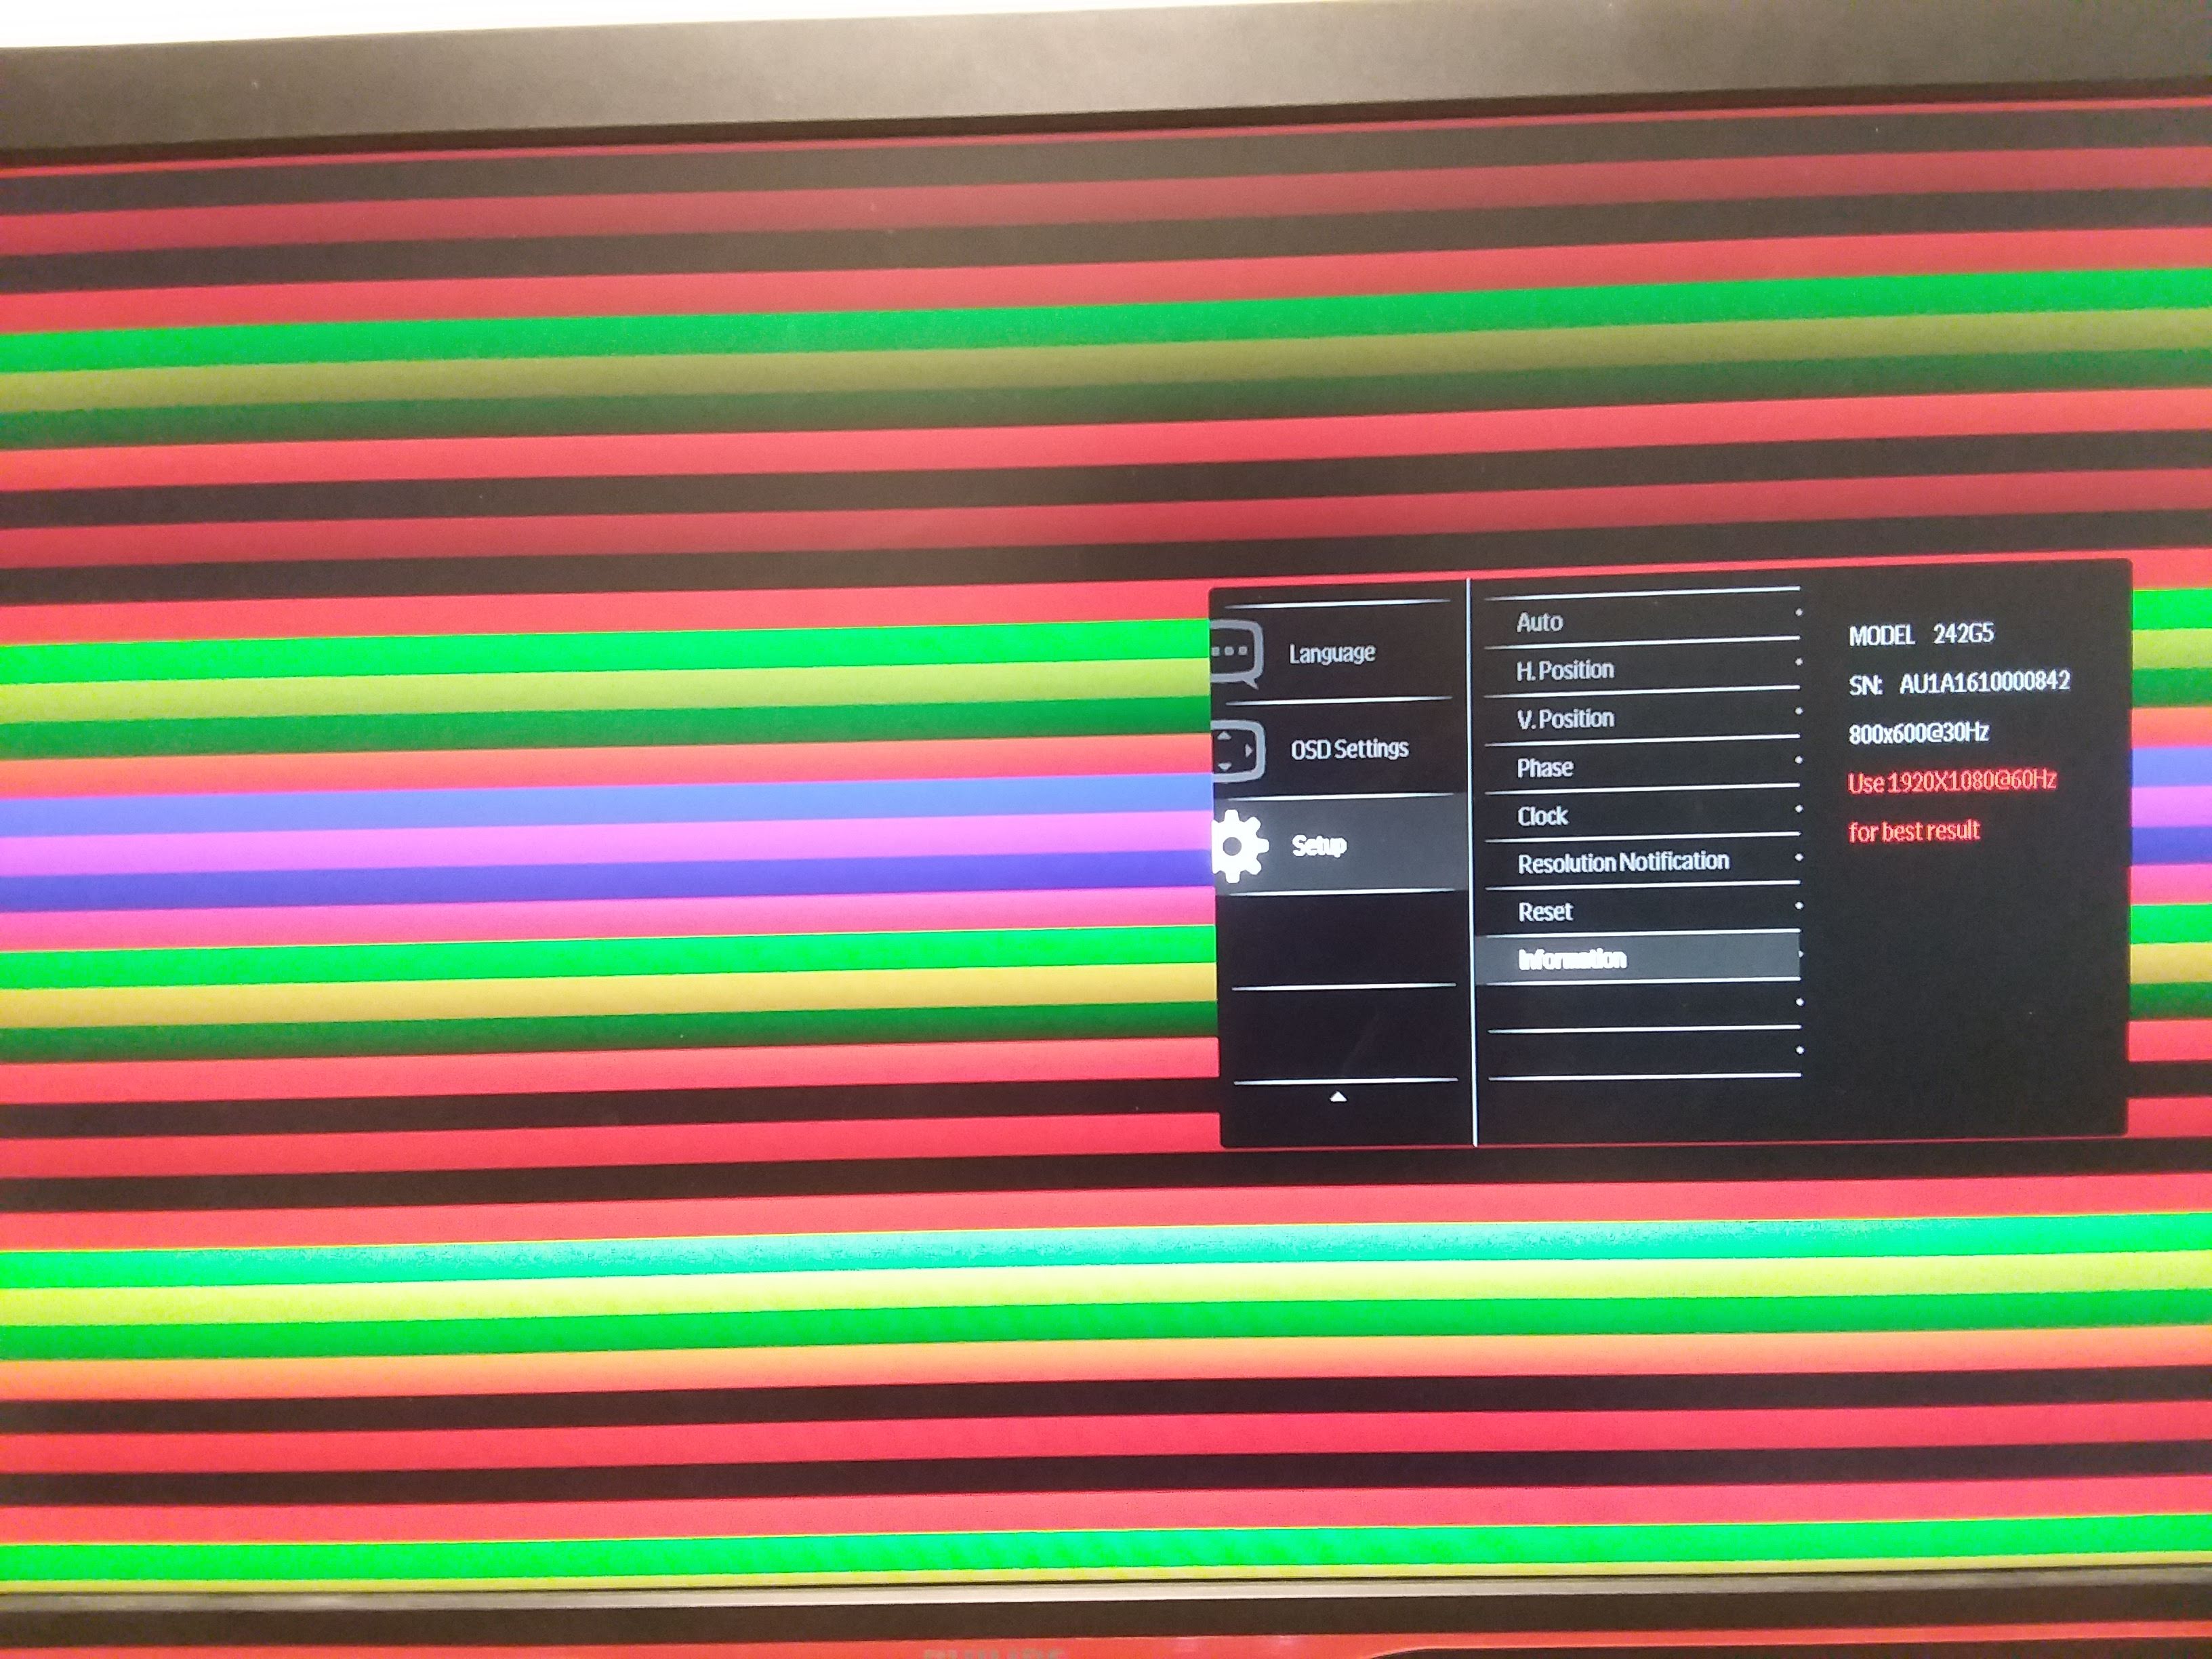 Language
OSD Settings
Setup
Auto
H. Position
V. Position
Phase
Clock
Resolution Notification
Reset
Information
MODEL 242G5
SN: AU1A1610000842
800x600@30Hz
Use 1920X1080@60Hz
for best result